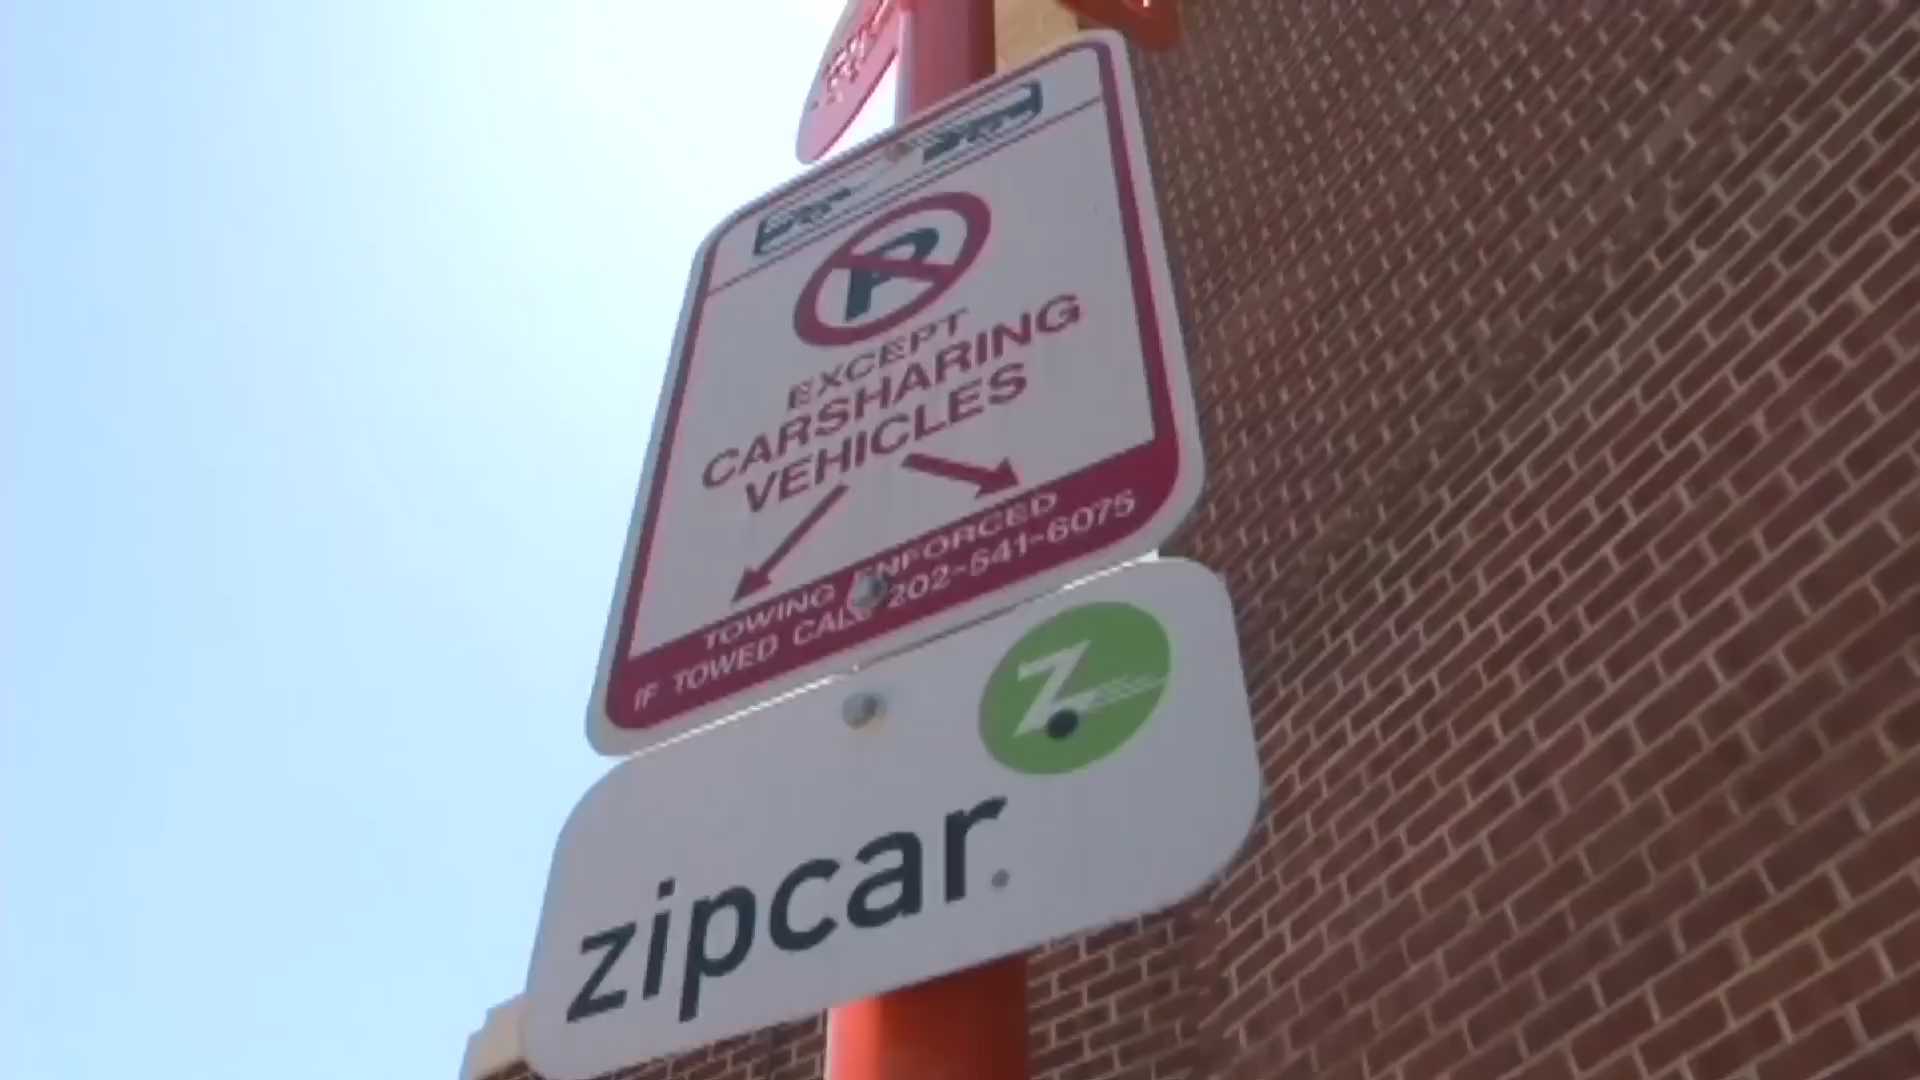 P
EXCEPT
CARSHARING
VEHICLES
TOWING ENFORCED
IF TOWED CALL 202-541-6075
Z
zipcar.